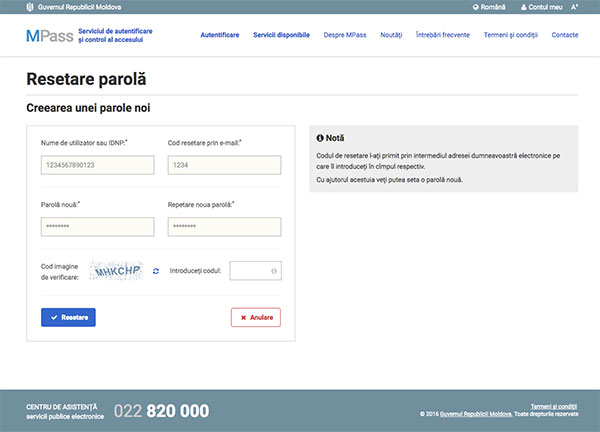 Guvernul Republicii Moldova
Română
Contul meu
A+
MPass
Serviciul de autentificare
și control al accesului
Autentificare
Servicii disponibile
Despre MPass
Noutăți
Întrebări frecvente
Termeni și condiții
Contacte
Resetare parolă
Creearea unei parole noi
Nume de utilizator sau IDNP:*
Cod resetare prin e-mail:*
1234567890123
1234
Parolă nouă:*
Repetare noua parolă:*
********
********
Cod imagine
de verificare:
MHKCHP
Introduceți codul:
Resetare
Anulare
Notă
Codul de resetare l-ați primit prin intermediul adresei dumneavoastră electronice pe
care îl introduceți în cîmpul respectiv.
Cu ajutorul acestuia veți putea seta o parolă nouă.
CENTRU DE ASISTENȚĂ
servicii publice electronice
022 820 000
Termeni și condiții
© 2016 Guvernul Republicii Moldova. Toate drepturile rezervate